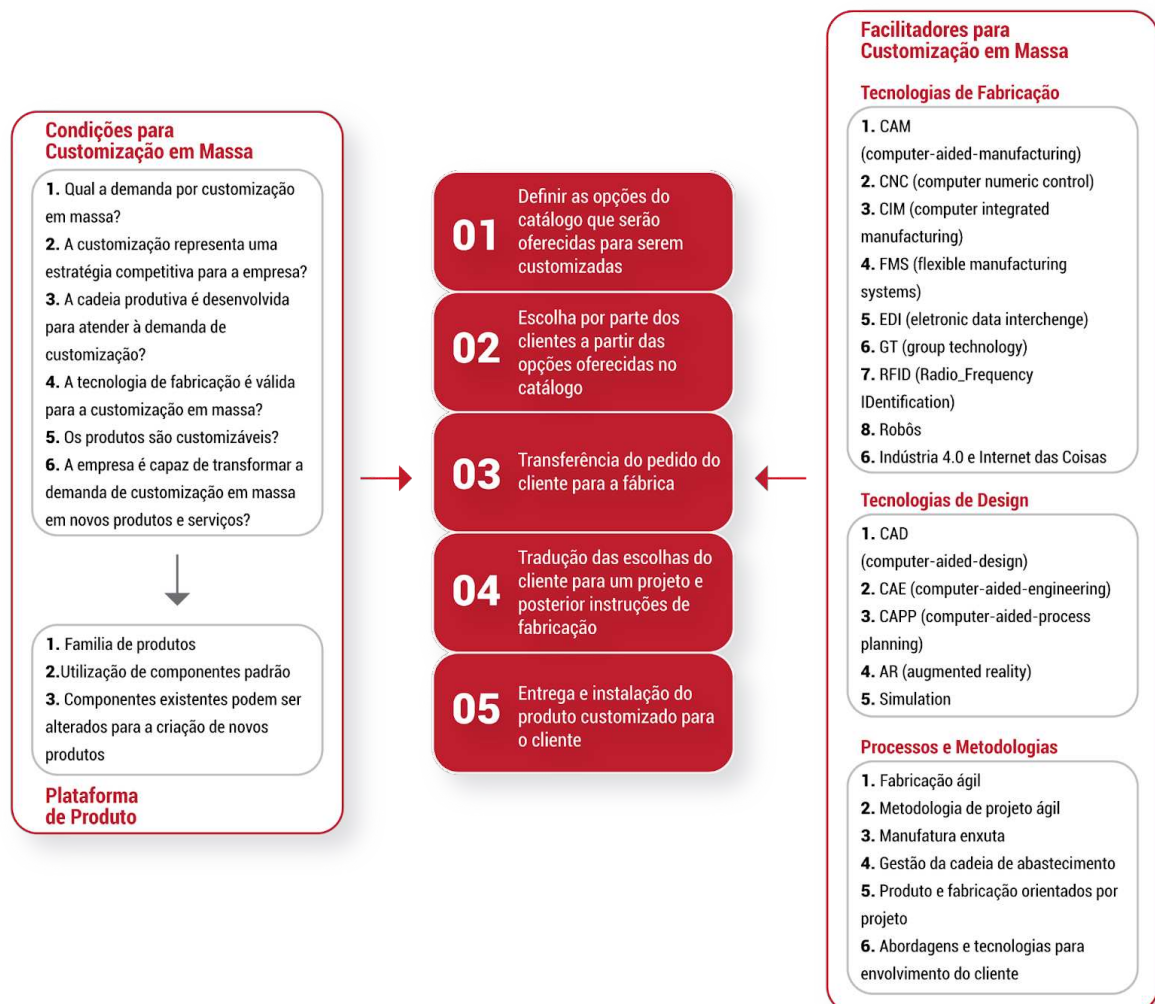 Condições para
Customização em Massa
1. Qual a demanda por customização
em massa?
2. A customização representa uma
estratégia competitiva para a empresa?
3. A cadeia produtiva é desenvolvida
para atender à demanda de
customização?
4. A tecnologia de fabricação é válida
para a customização em massa?
5. Os produtos são customizáveis?
6. A empresa é capaz de transformar a
demanda de customização em massa
em novos produtos e serviços?
1. Familia de produtos
2.Utilização de componentes padrão
3. Componentes existentes podem ser
alterados para a criação de novos
produtos
Plataforma
de Produto
01
Definir as opções do
catálogo que serão
oferecidas para serem
customizadas
02
Escolha por parte dos
clientes a partir das
opções oferecidas no
catálogo
03
Transferência do pedido do
cliente para a fábrica
04
Tradução das escolhas do
cliente para um projeto e
posterior instruções de
fabricação
05
Entrega e instalação do
produto customizado para
o cliente
Facilitadores para
Customização em Massa
Tecnologias de Fabricação
1. CAM
(computer-aided-manufacturing)
2. CNC (computer numeric control)
3. CIM (computer integrated
manufacturing)
4. FMS (flexible manufacturing
systems)
5. EDI (eletronic data interchenge)
6. GT (group technology)
7. RFID (Radio_Frequency
IDentification)
8. Robôs
6. Indústria 4.0 e Internet das Coisas
Tecnologias de Design
1. CAD
(computer-aided-design)
2. CAE (computer-aided-engineering)
3. CAPP (computer-aided-process
planning)
4. AR (augmented reality)
5. Simulation
Processos e Metodologias
1. Fabricação ágil
2. Metodologia de projeto ágil
3. Manufatura enxuta
4. Gestão da cadeia de abastecimento
5. Produto e fabricação orientados por
projeto
6. Abordagens e tecnologias para
envolvimento do cliente